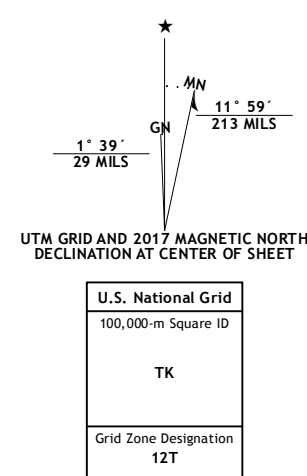 ★
MN
GN
11° 59´
213 MILS
1° 39´
29 MILS
UTM GRID AND 2017 MAGNETIC NORTH
DECLINATION AT CENTER OF SHEET
U.S. National Grid
100,000-m Square ID
TK
Grid Zone Designation
12T